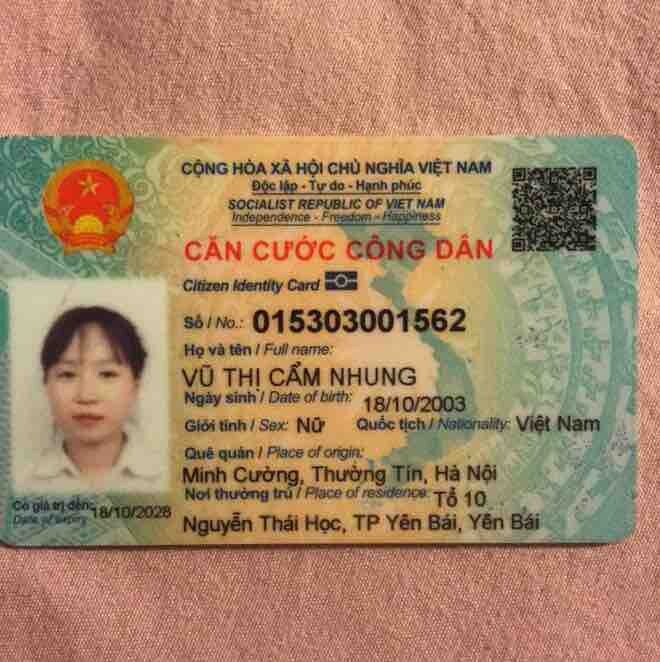 CỘNG HÒA XÃ HỘI CHỦ NGHĨA VIỆT NAM
Độc lập - Tự do - Hạnh phúc
SOCIALIST REPUBLIC OF VIET NAM
Independence - Freedom - Happiness
CĂN CƯỚC CÔNG DÂN
Citizen Identity Card
Số / No.: 015303001562
Họ và tên / Full name:
VŨ THỊ CẨM NHUNG
Ngày sinh / Date of birth: 18/10/2003
Giới tính / Sex: Nữ Quốc tịch / Nationality: Việt Nam
Quê quán / Place of origin:
Minh Cường, Thường Tín, Hà Nội
Nơi thường trú / Place of residence: Tổ 10
Nguyễn Thái Học, TP Yên Bái, Yên Bái
Có giá trị đến: 18/10/2028
Date of expiry